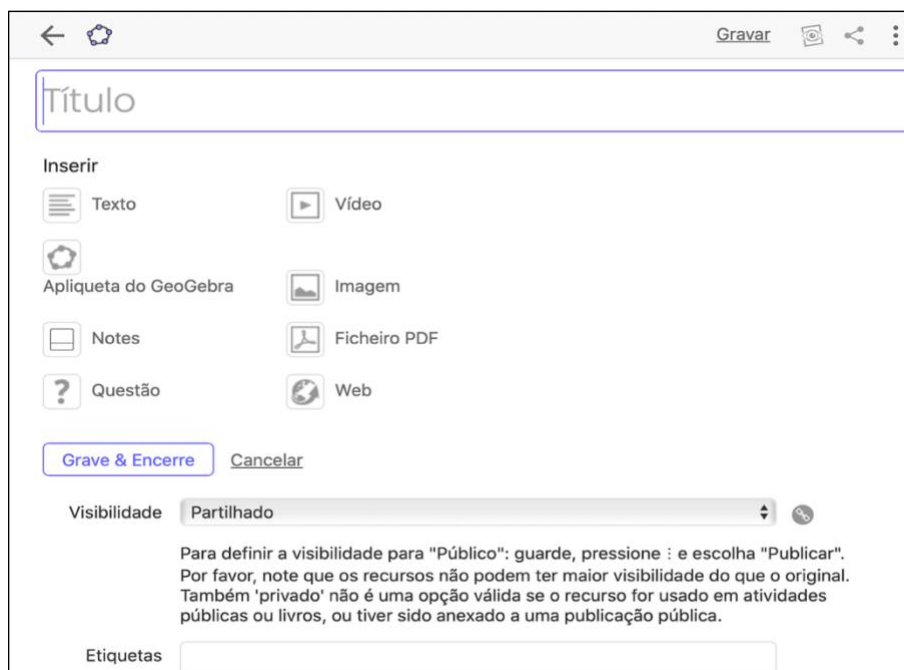 Gravar
Título
Inserir
Texto
Vídeo
Apliqueta do GeoGebra
Imagem
Notes
Ficheiro PDF
? Questão
Web
Grave & Encerre
Cancelar
Visibilidade
Partilhado
Para definir a visibilidade para "Público": guarde, pressione ⋮ e escolha "Publicar".
Por favor, note que os recursos não podem ter maior visibilidade do que o original.
Também 'privado' não é uma opção válida se o recurso for usado em atividades
públicas ou livros, ou tiver sido anexado a uma publicação pública.
Etiquetas